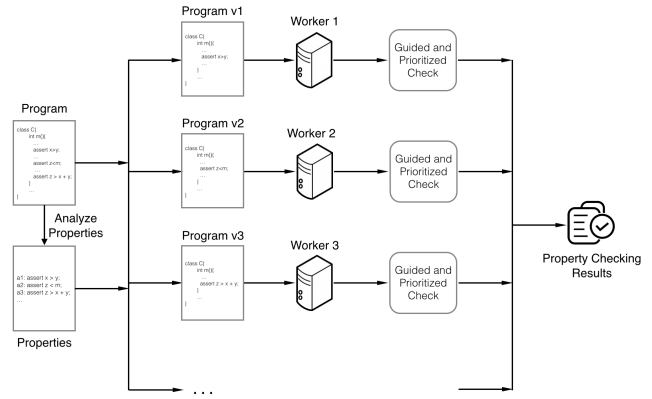 Program
class C{
int m(){
...
assert x>y;
...
assert z<m;
...
assert z > x + y;
}
...
}
Analyze
Properties
a1: assert x > y;
a2: assert z < m;
a3: assert z > x + y;
...
Properties
Program v1
class C{
int m(){
...
assert x>y;
...
}
...
}
Worker 1
Guided and
Prioritized
Check
Program v2
class C{
int m(){
...
assert z<m;
...
}
...
}
Worker 2
Guided and
Prioritized
Check
Program v3
class C{
int m(){
...
assert z > x + y;
}
...
}
Worker 3
Guided and
Prioritized
Check
. . .
Property Checking
Results